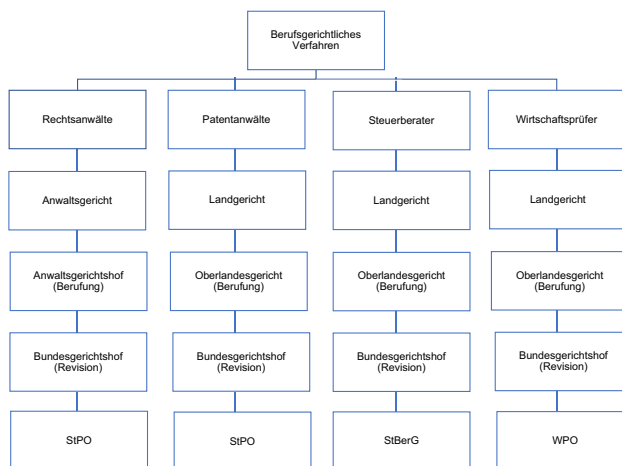 Berufsgerichtliches
Verfahren
Rechtsanwälte
Patentanwälte
Steuerberater
Wirtschaftsprüfer
Anwaltsgericht
Landgericht
Landgericht
Landgericht
Anwaltsgerichtshof
(Berufung)
Oberlandesgericht
(Berufung)
Oberlandesgericht
(Berufung)
Oberlandesgericht
(Berufung)
Bundesgerichtshof
(Revision)
Bundesgerichtshof
(Revision)
Bundesgerichtshof
(Revision)
Bundesgerichtshof
(Revision)
StPO
StPO
StBerG
WPO